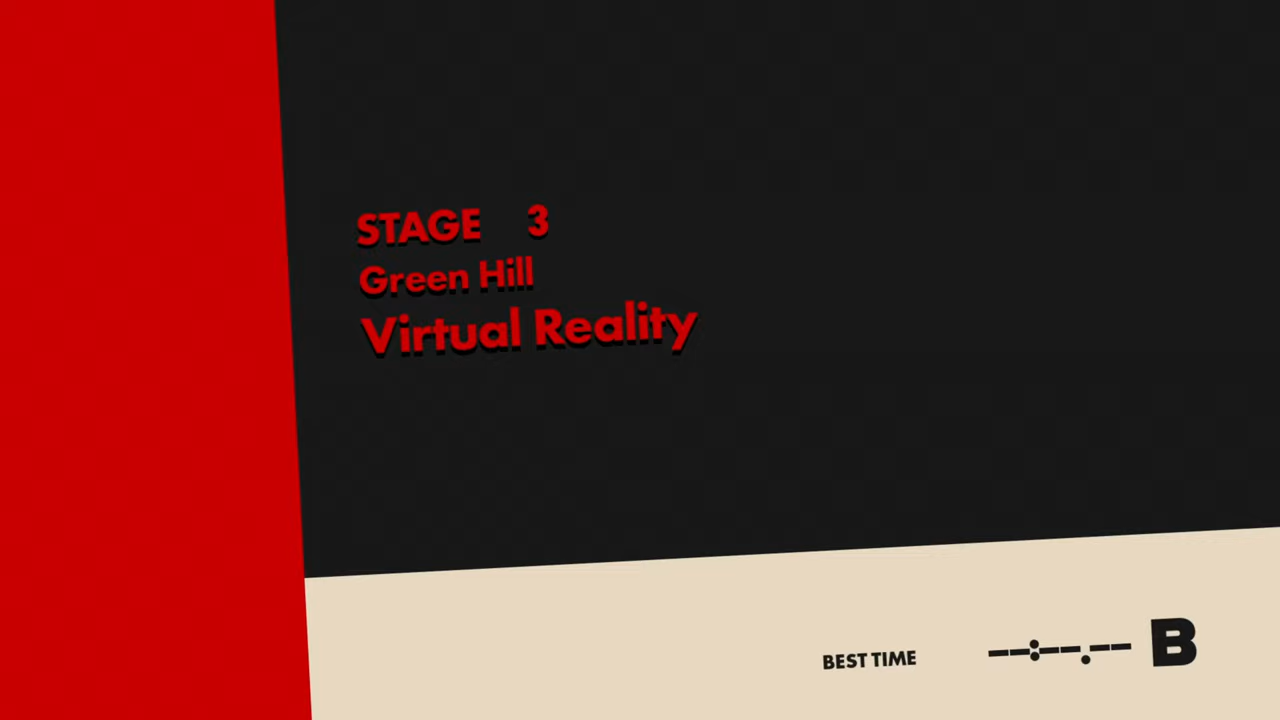 STAGE 3
Green Hill
Virtual Reality
BEST TIME --:--.-- B